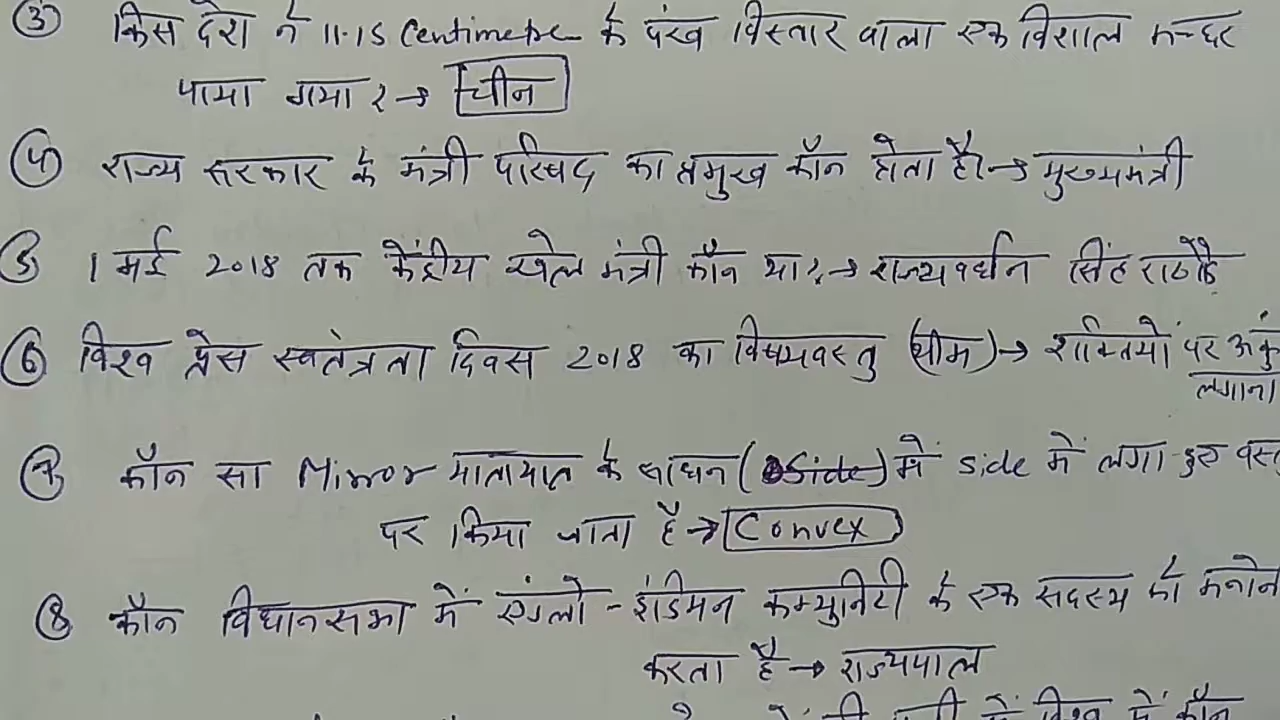 ③ किस देश ने 11.15 Centimetre के पंख विस्तार वाला एक विशाल मच्छर
पाया गया ? → चीन
④ राज्य सरकार के मंत्री परिषद का प्रमुख कौन होता है? → मुख्यमंत्री
⑤ 1 मई 2018 तक केंद्रीय खेल मंत्री कौन था? → राज्यवर्धन सिंह राठौड़
⑥ विश्व प्रेस स्वतंत्रता दिवस 2018 का विषयवस्तु (थीम) → शक्तियों पर अंकु
लगाना
⑦ कौन सा Mirror यातायात के साधन (Side) में side में लगा हुए वस्
पर किया जाता है → Convex
⑧ कौन विधानसभा में एंग्लो - इंडियन कम्युनिटी के एक सदस्य को मनोन
करता है → राज्यपाल
में विश्व में कौन